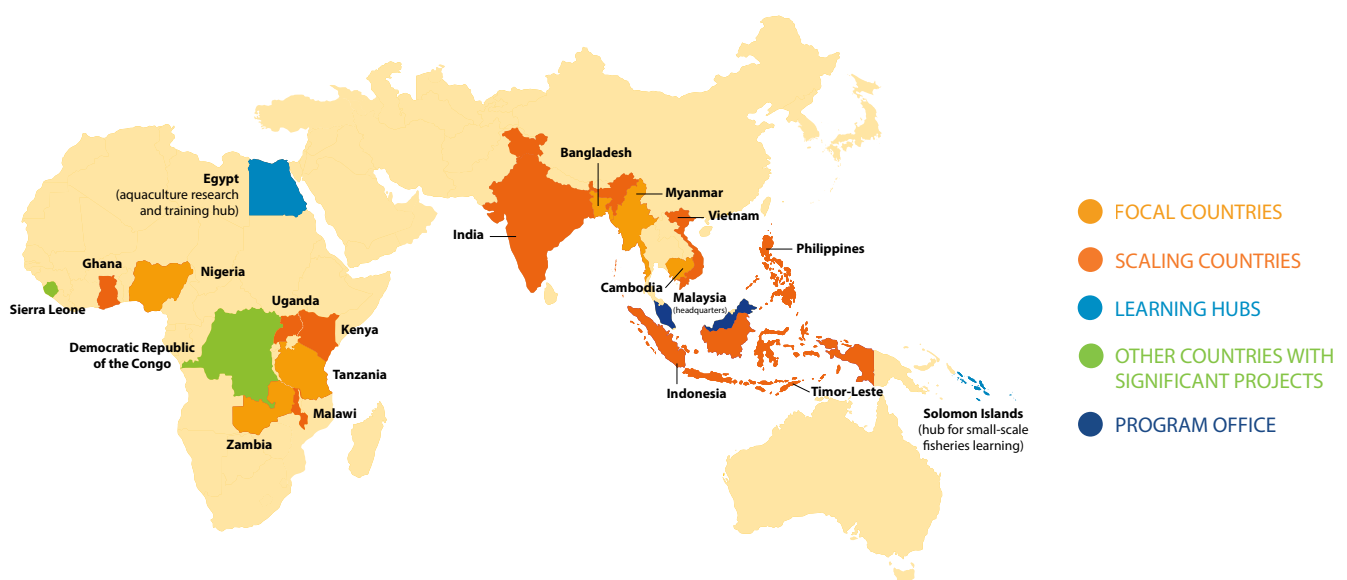 Egypt
(aquaculture research
and training hub)
Ghana
Nigeria
Sierra Leone
Uganda
Kenya
Democratic Republic
of the Congo
Tanzania
Malawi
Zambia
Bangladesh
Myanmar
Vietnam
India
Philippines
Cambodia
Malaysia
(headquarters)
Indonesia
Timor-Leste
Solomon Islands
(hub for small-scale
fisheries learning)
FOCAL COUNTRIES
SCALING COUNTRIES
LEARNING HUBS
OTHER COUNTRIES WITH
SIGNIFICANT PROJECTS
PROGRAM OFFICE